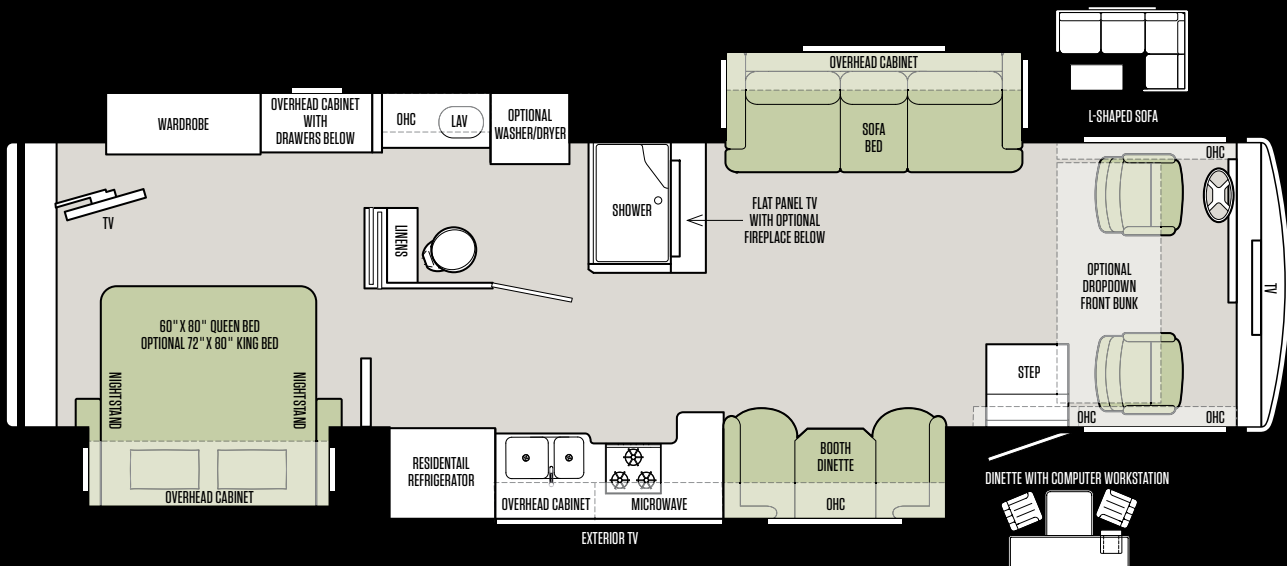 OVERHEAD CABINET
SOFA
BED
L-SHAPED SOFA
WARDROBE
OVERHEAD CABINET
WITH
DRAWERS BELOW
OHC
LAV
OPTIONAL
WASHER/DRYER
OHC
TV
LINENS
SHOWER
FLAT PANEL TV
WITH OPTIONAL
FIREPLACE BELOW
OPTIONAL
DROPDOWN
FRONT BUNK
TV
60" X 80" QUEEN BED
OPTIONAL 72" X 80" KING BED
NIGHTSTAND
NIGHTSTAND
STEP
OHC
OHC
RESIDENTAIL
REFRIGERATOR
BOOTH
DINETTE
OVERHEAD CABINET
OVERHEAD CABINET
MICROWAVE
OHC
DINETTE WITH COMPUTER WORKSTATION
EXTERIOR TV